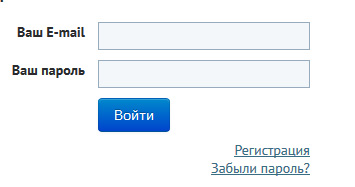 Ваш E-mail
Ваш пароль
Войти
Регистрация
Забыли пароль?